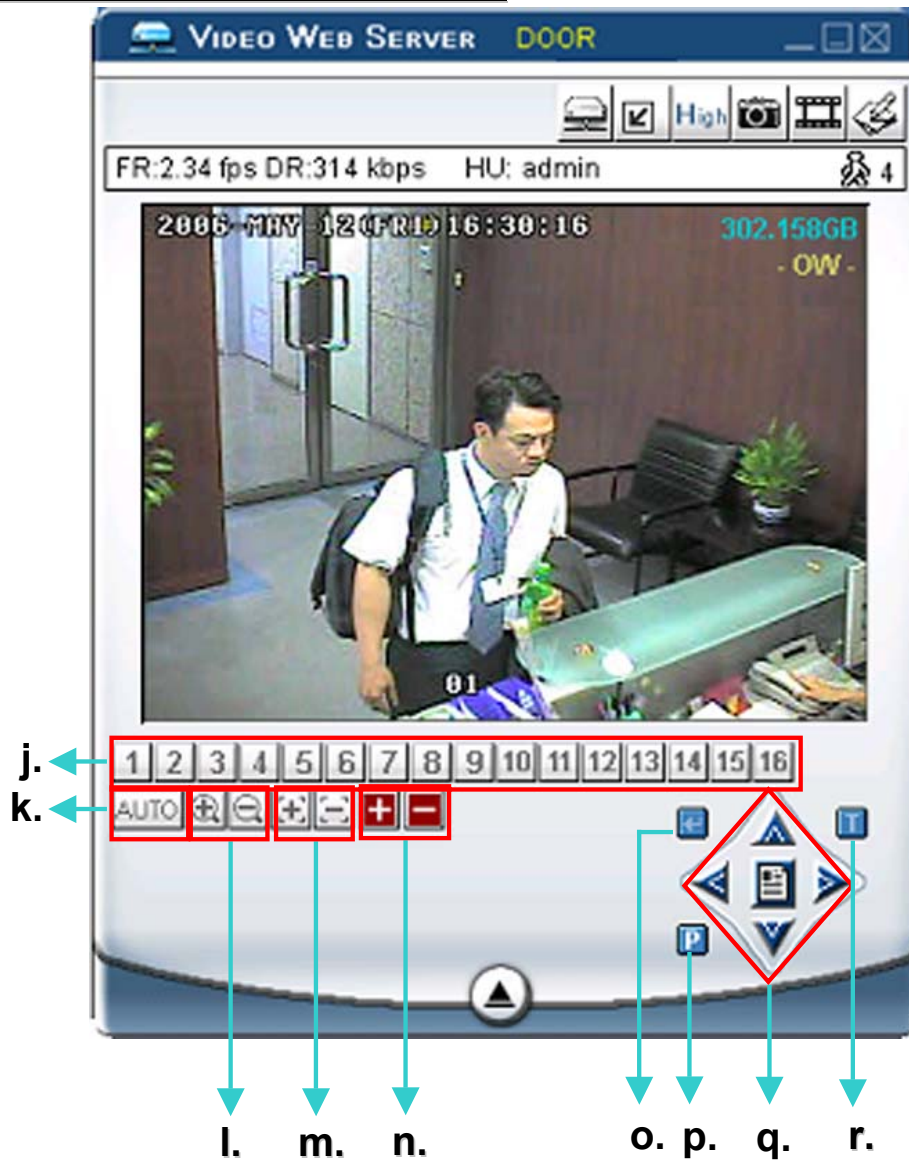 VIDEO WEB SERVER DOOR
High
FR:2.34 fps DR:314 kbps HU: admin 4
2006-MAY 12(FRI) 16:30:16 302.158GB
- OW -
01
j. 1 2 3 4 5 6 7 8 9 10 11 12 13 14 15 16
k. AUTO
T
P
l. m. n. o. p. q. r.